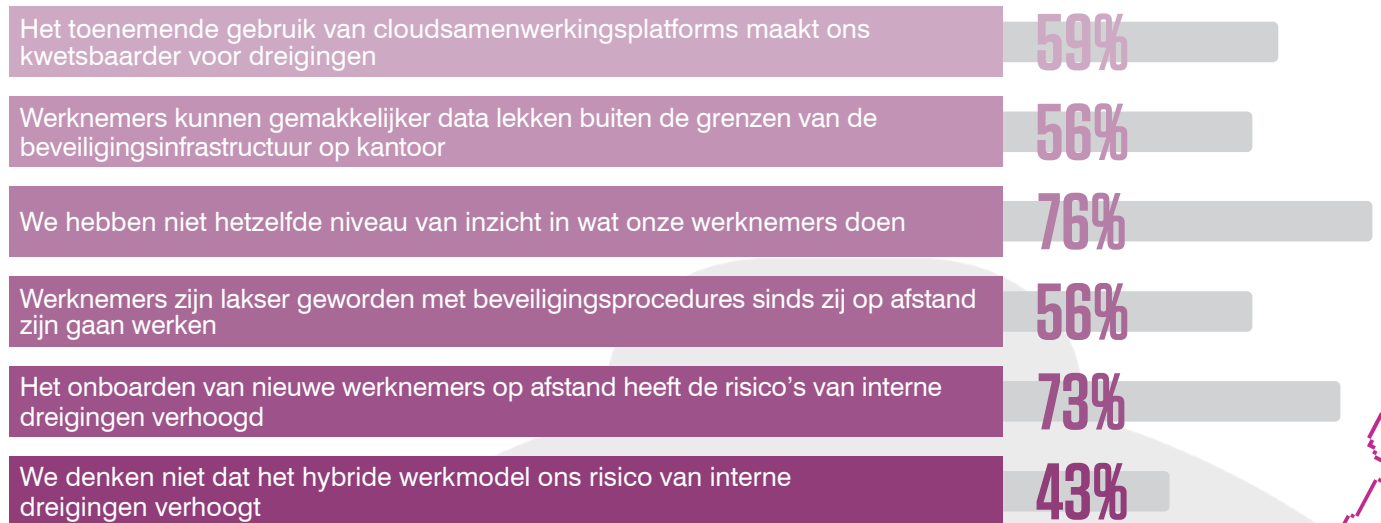 Het toenemende gebruik van cloudsamenwerkingsplatforms maakt ons
kwetsbaarder voor dreigingen
59%
Werknemers kunnen gemakkelijker data lekken buiten de grenzen van de
beveiligingsinfrastructuur op kantoor
56%
We hebben niet hetzelfde niveau van inzicht in wat onze werknemers doen
76%
Werknemers zijn lakser geworden met beveiligingsprocedures sinds zij op afstand
zijn gaan werken
56%
Het onboarden van nieuwe werknemers op afstand heeft de risico’s van interne
dreigingen verhoogd
73%
We denken niet dat het hybride werkmodel ons risico van interne
dreigingen verhoogt
43%